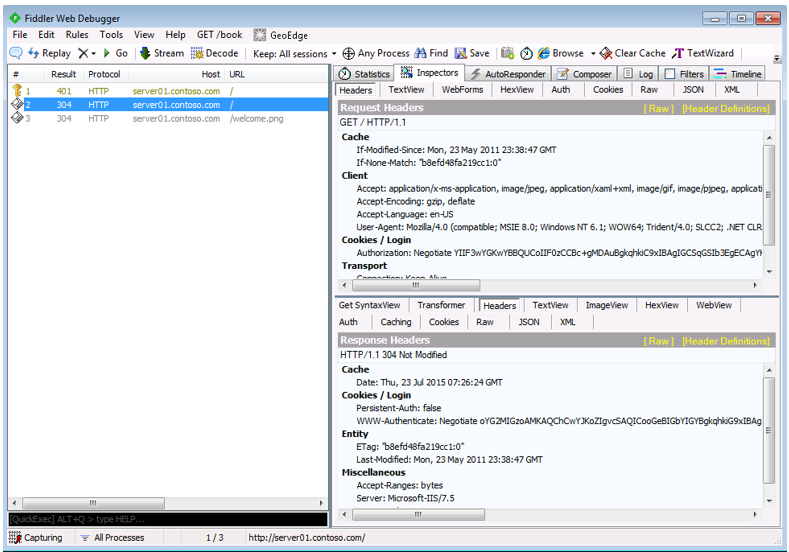 Fiddler Web Debugger
File Edit Rules Tools View Help GET /book GeoEdge
Replay X Go Stream Decode Keep: All sessions Any Process Find Save Browse Clear Cache TextWizard
# Result Protocol Host URL
1 401 HTTP server01.contoso.com /
2 304 HTTP server01.contoso.com /
3 304 HTTP server01.contoso.com /welcome.png
[QuickExec] ALT+Q > type HELP...
Statistics Inspectors AutoResponder Composer Log Filters Timeline
Headers TextView WebForms HexView Auth Cookies Raw JSON XML
Request Headers [ Raw ] [Header Definitions]
GET / HTTP/1.1
Cache
If-Modified-Since: Mon, 23 May 2011 23:38:47 GMT
If-None-Match: "b8efd48fa219cc1:0"
Client
Accept: application/x-ms-application, image/jpeg, application/xaml+xml, image/gif, image/pjpeg, applicati
Accept-Encoding: gzip, deflate
Accept-Language: en-US
User-Agent: Mozilla/4.0 (compatible; MSIE 8.0; Windows NT 6.1; WOW64; Trident/4.0; SLCC2; .NET CLR
Cookies / Login
Authorization: Negotiate
Transport
Connection: Keep-Alive
Get SyntaxView Transformer Headers TextView ImageView HexView WebView
Auth Caching Cookies Raw JSON XML
Response Headers [ Raw ] [Header Definitions]
HTTP/1.1 304 Not Modified
Cache
Date: Thu, 23 Jul 2015 07:26:24 GMT
Cookies / Login
Persistent-Auth: false
WWW-Authenticate: Negotiate
Entity
ETag: "b8efd48fa219cc1:0"
Last-Modified: Mon, 23 May 2011 23:38:47 GMT
Miscellaneous
Accept-Ranges: bytes
Server: Microsoft-IIS/7.5
Capturing All Processes 1 / 3 http://server01.contoso.com/